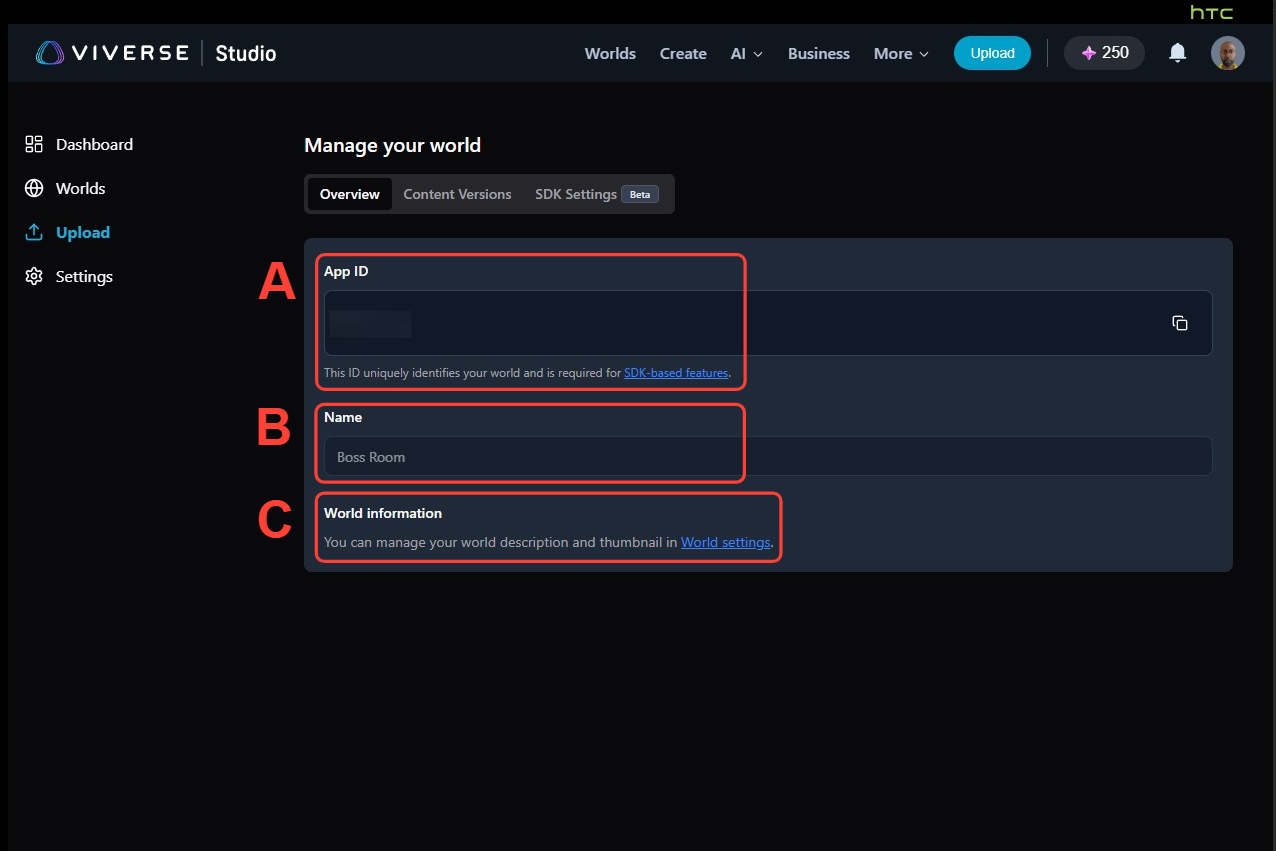 hTC
VIVERSE | Studio
Worlds Create AI Business More Upload 250
Dashboard
Worlds
Upload
Settings
Manage your world
Overview Content Versions SDK Settings Beta
A
App ID
This ID uniquely identifies your world and is required for SDK-based features.
B
Name
Boss Room
C
World information
You can manage your world description and thumbnail in World settings.